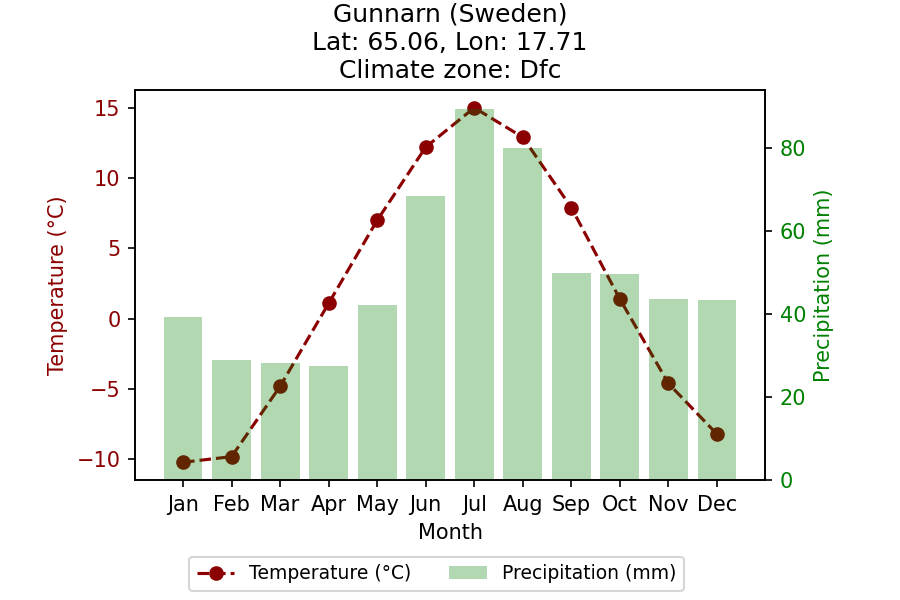 Gunnarn (Sweden)
Lat: 65.06, Lon: 17.71
Climate zone: Dfc
15
10
5
0
−5
−10
Temperature (°C)
80
60
40
20
0
Precipitation (mm)
Jan Feb Mar Apr May Jun Jul Aug Sep Oct Nov Dec
Month
Temperature (°C) Precipitation (mm)